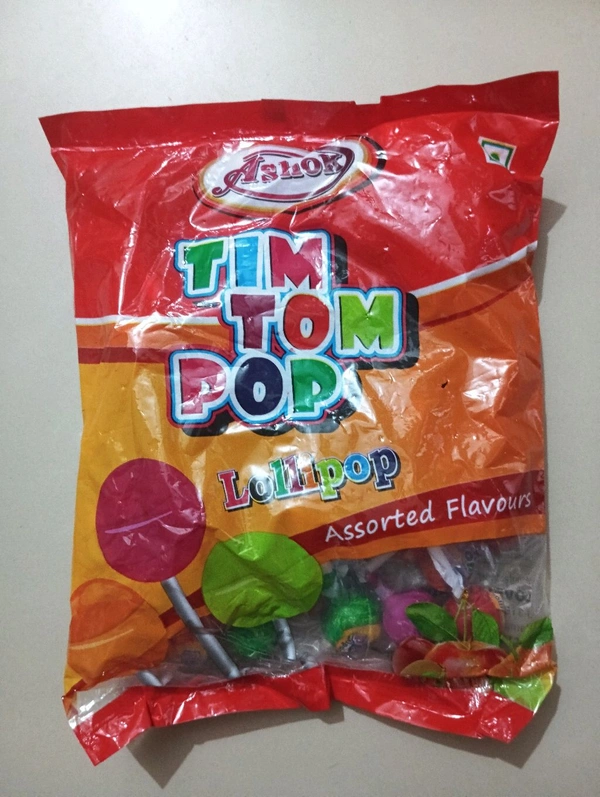 Ashok
TIM
TOM
POP
Lollipop
Assorted Flavours